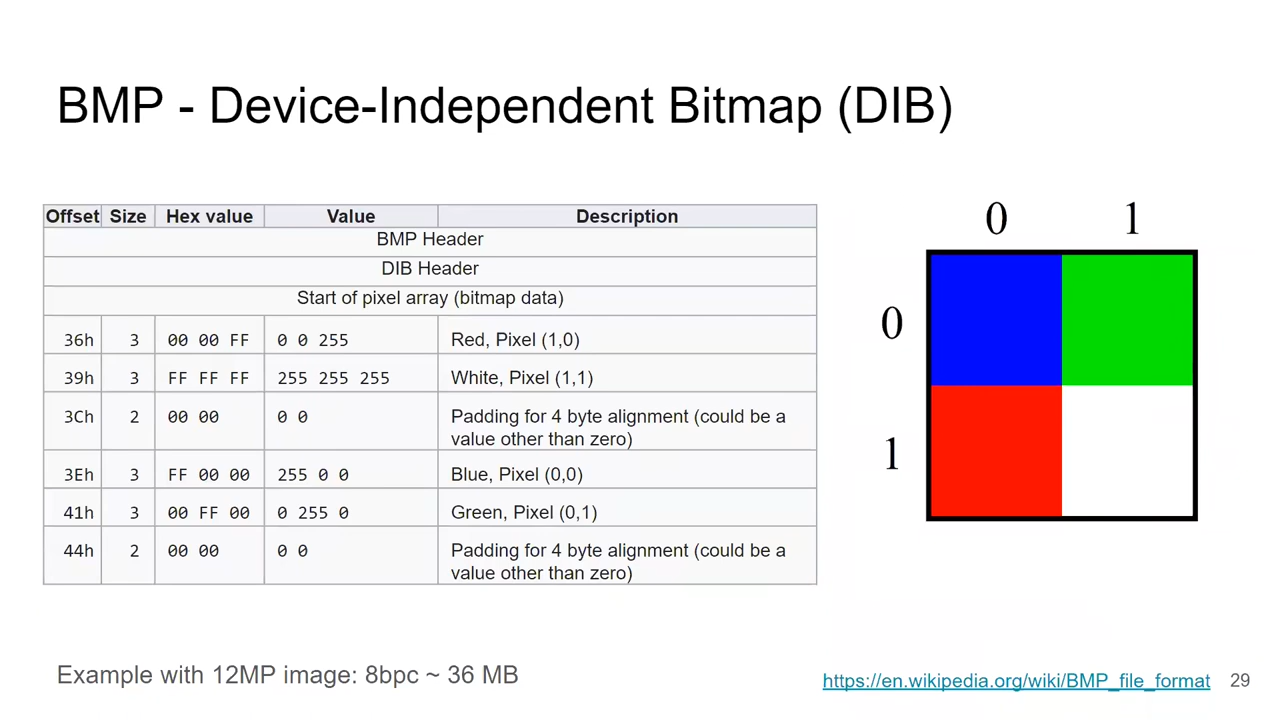 BMP - Device-Independent Bitmap (DIB)
Offset Size Hex value Value Description
BMP Header
DIB Header
Start of pixel array (bitmap data)
36h 3 00 00 FF 0 0 255 Red, Pixel (1,0)
39h 3 FF FF FF 255 255 255 White, Pixel (1,1)
3Ch 2 00 00 0 0 Padding for 4 byte alignment (could be a
value other than zero)
3Eh 3 FF 00 00 255 0 0 Blue, Pixel (0,0)
41h 3 00 FF 00 0 255 0 Green, Pixel (0,1)
44h 2 00 00 0 0 Padding for 4 byte alignment (could be a
value other than zero)
0 1
0
1
Example with 12MP image: 8bpc ~ 36 MB
https://en.wikipedia.org/wiki/BMP_file_format 29